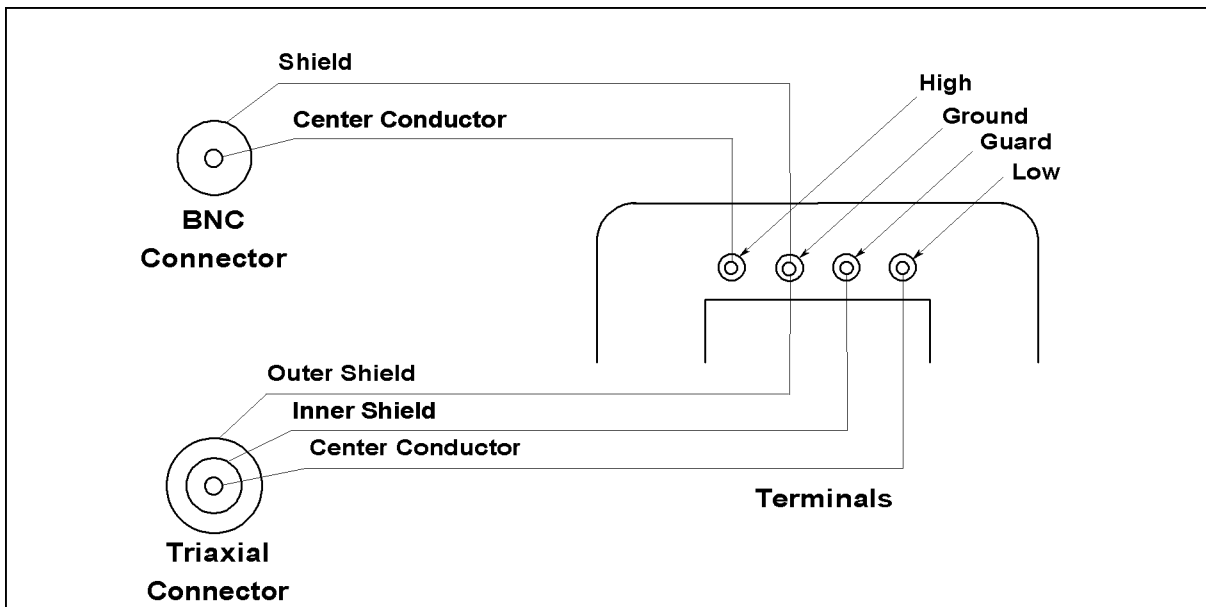 Shield
Center Conductor
BNC
Connector
High
Ground
Guard
Low
Outer Shield
Inner Shield
Center Conductor
Triaxial
Connector
Terminals